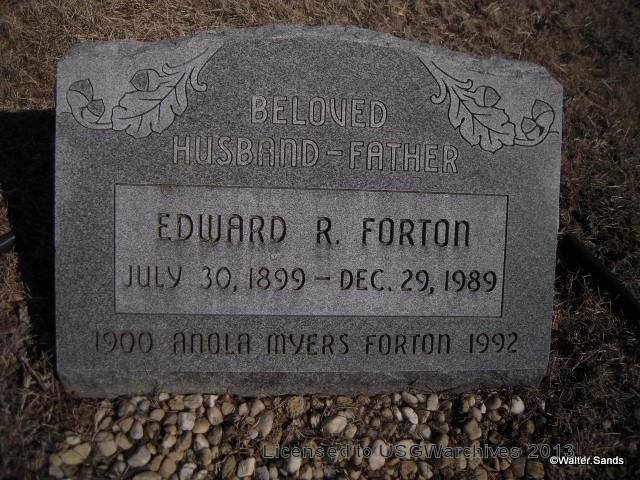 BELOVED
HUSBAND - FATHER
EDWARD R. FORTON
JULY 30, 1899 - DEC. 29, 1989
1900 ANOLA MYERS FORTON 1992
Licensed to USGWarchives 2013
©Walter Sands